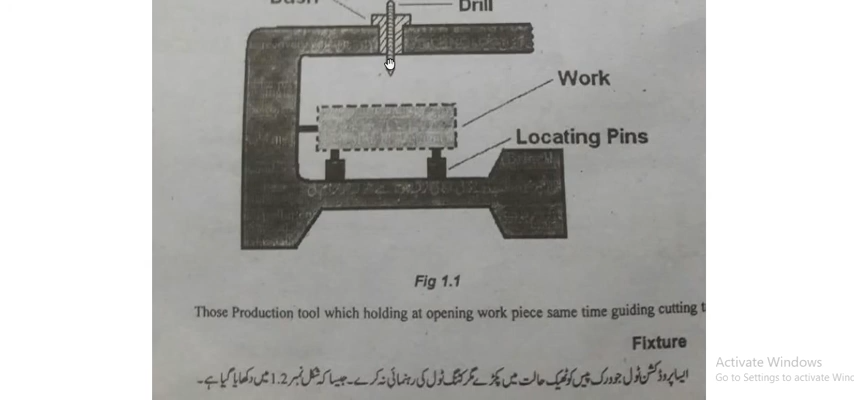 Drill
Work
Locating Pins
Fig 1.1
Those Production tool which holding at opening work piece same time guiding cutting t
Fixture
ایسا پروڈکشن ٹول جو ورک پیس کو ٹھیک حالت میں پکڑے مگر کٹنگ ٹول کی رہنمائی نہ کرے۔ جیسا کہ شکل نمبر 1.2 میں دکھایا گیا ہے۔
Activate Windows
Go to Settings to activate Winc